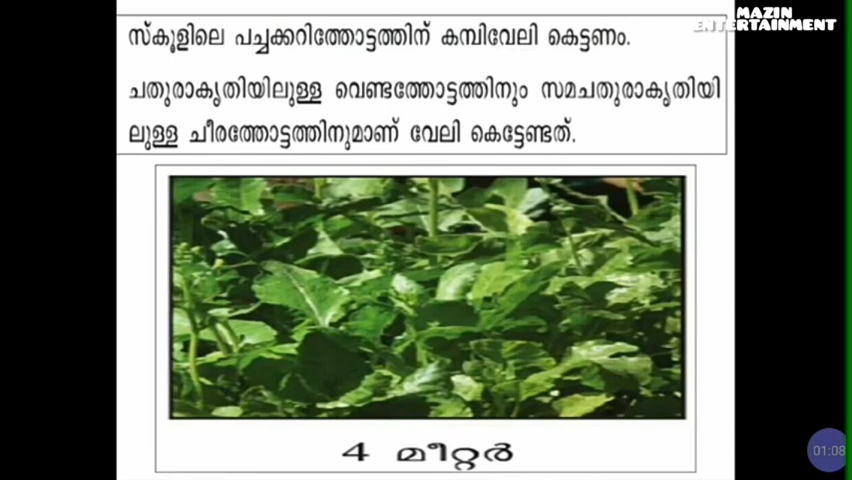 MAZIN
ENTERTAINMENT
സ്കൂളിലെ പച്ചക്കറിത്തോട്ടത്തിന് കമ്പിവേലി കെട്ടണം.
ചതുരാകൃതിയിലുള്ള വെണ്ടത്തോട്ടത്തിനും സമചതുരാകൃതിയി
ലുള്ള ചീരത്തോട്ടത്തിനുമാണ് വേലി കെട്ടേണ്ടത്.
4 മീറ്റർ
01:08